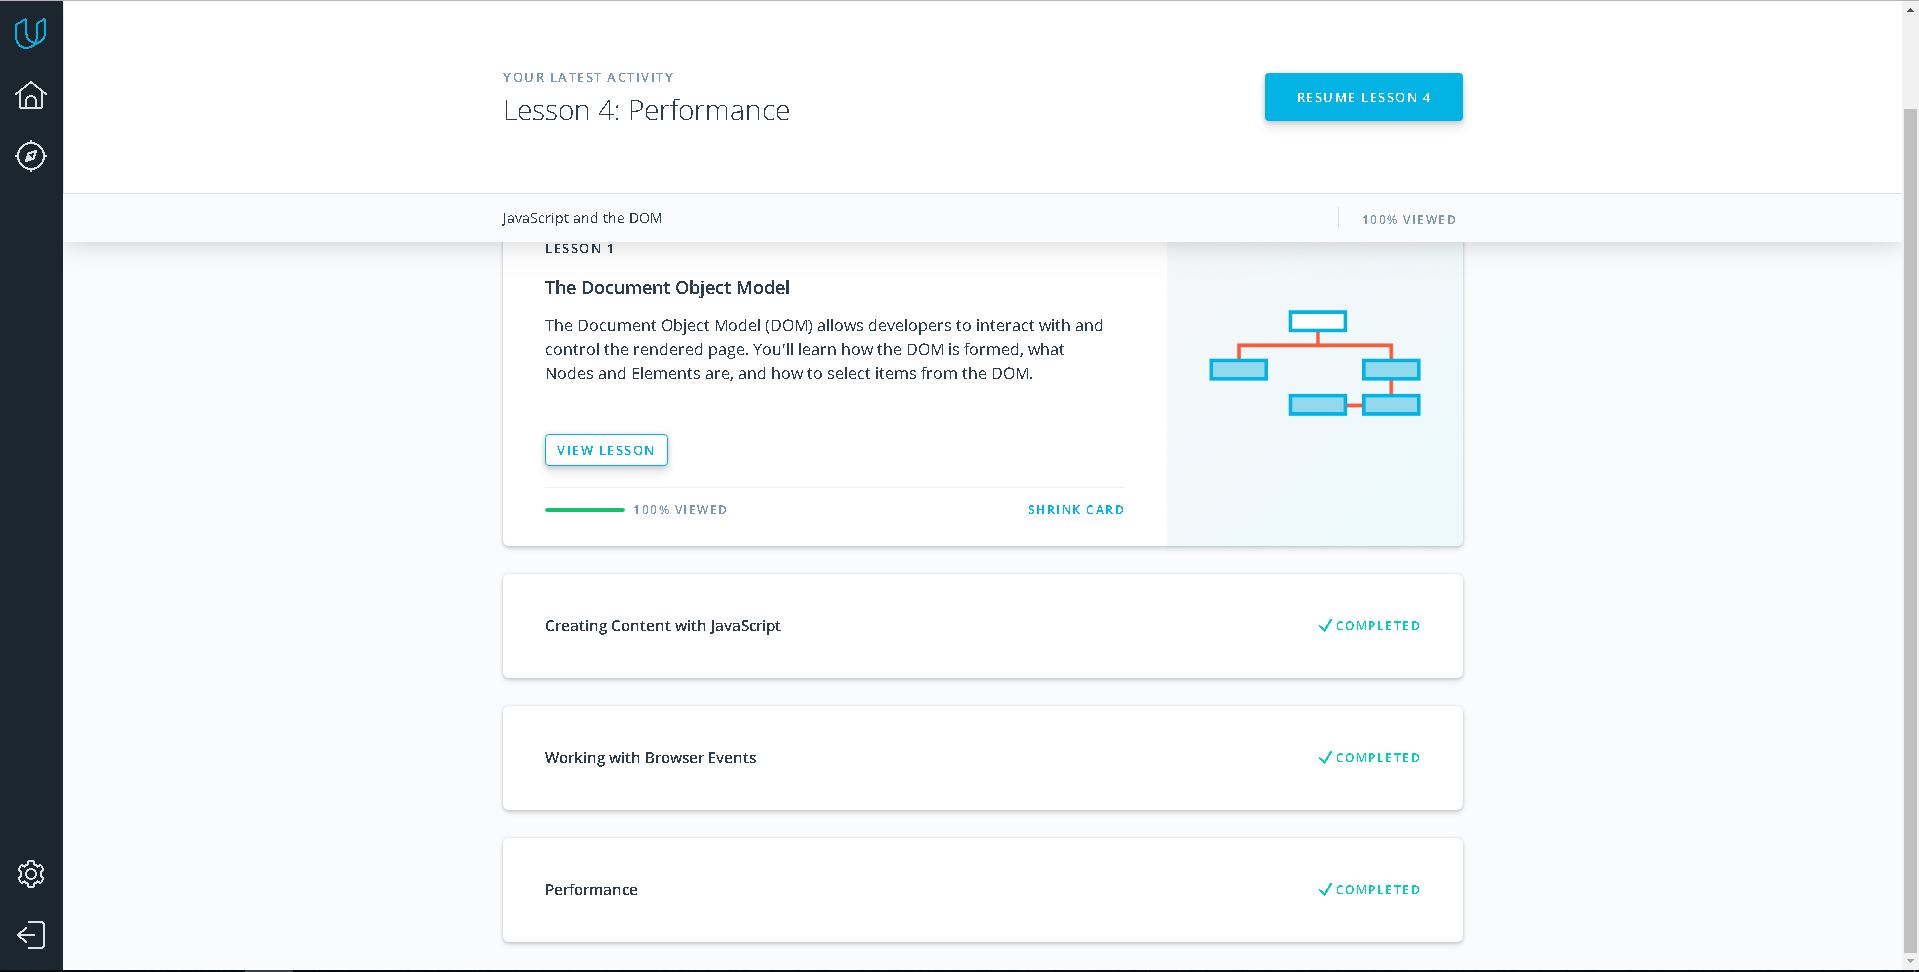 YOUR LATEST ACTIVITY
Lesson 4: Performance
RESUME LESSON 4
JavaScript and the DOM
100% VIEWED
LESSON 1
The Document Object Model
The Document Object Model (DOM) allows developers to interact with and
control the rendered page. You'll learn how the DOM is formed, what
Nodes and Elements are, and how to select items from the DOM.
VIEW LESSON
100% VIEWED
SHRINK CARD
Creating Content with JavaScript
COMPLETED
Working with Browser Events
COMPLETED
Performance
COMPLETED